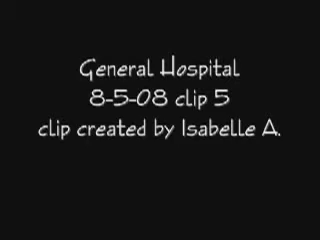 General Hospital
8-5-08 clip 5
clip created by Isabelle A.